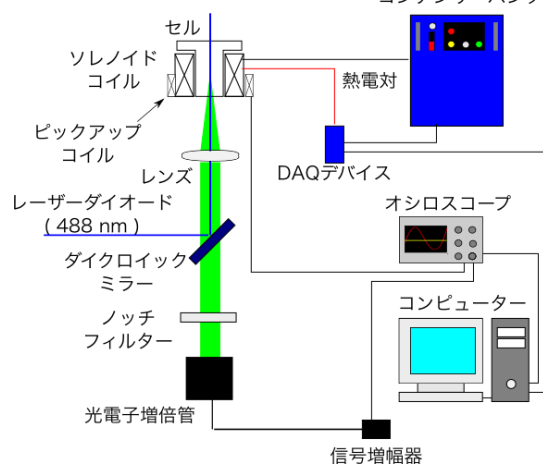 セル
ソレノイド
コイル
熱電対
ピックアップ
コイル
レンズ
DAQデバイス
レーザーダイオード
( 488 nm )
オシロスコープ
ダイクロイック
ミラー
コンピューター
ノッチ
フィルター
光電子増倍管
信号増幅器